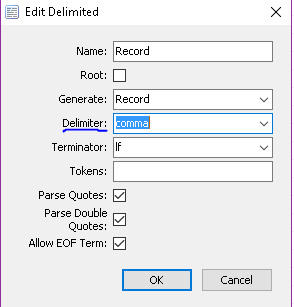 Edit Delimited
Name: Record
Root:
Generate: Record
Delimiter: comma
Terminator: lf
Tokens:
Parse Quotes:
Parse Double
Quotes:
Allow EOF Term:
OK Cancel